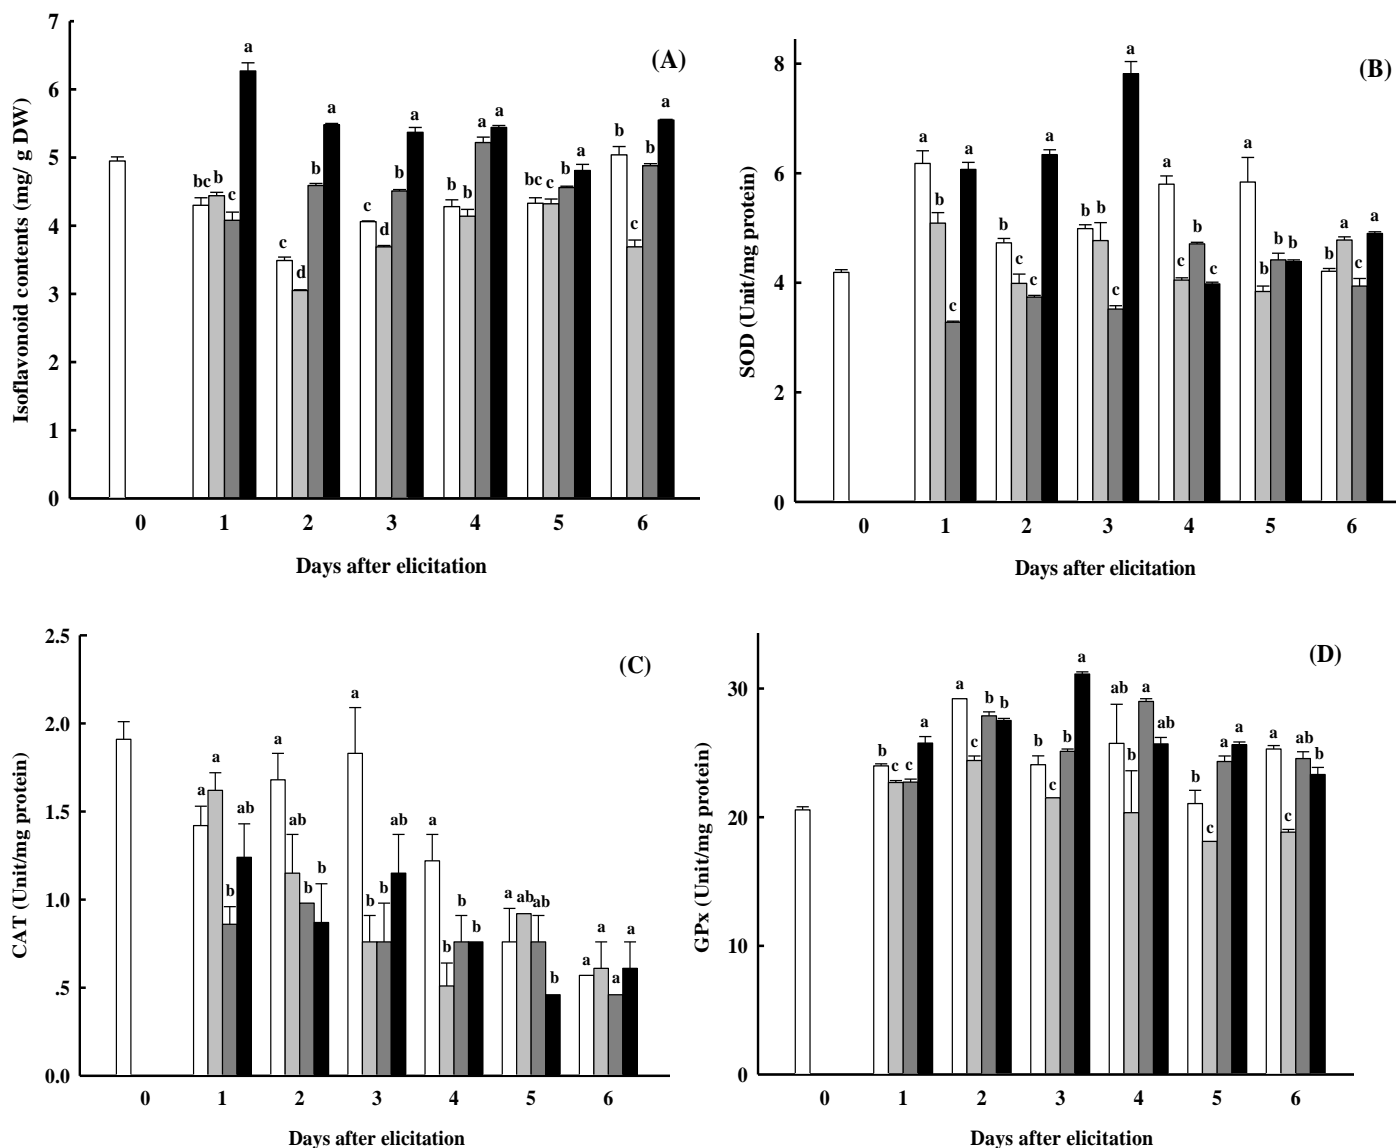 (A)
Isoflavonoid contents (mg/ g DW)
7
6
5
4
3
2
1
0
a
bc b c
c d b a
c d b a
b b a a
bc c b a
b c b a
0 1 2 3 4 5 6
Days after elicitation
(B)
SOD (Unit/mg protein)
8
6
4
2
0
a b c a
b c c a
b b c a
a c b c
a b b b
b a c a
0 1 2 3 4 5 6
Days after elicitation
(C)
CAT (Unit/mg protein)
2.5
2.0
1.5
1.0
.5
0.0
a a b ab
a ab b b
a b b ab
a b b b
a ab ab b
a a a a
0 1 2 3 4 5 6
Days after elicitation
(D)
GPx (Unit/mg protein)
30
20
10
0
b c c a
a c b b
b c b a
ab b a ab
b c a a
a c ab b
0 1 2 3 4 5 6
Days after elicitation